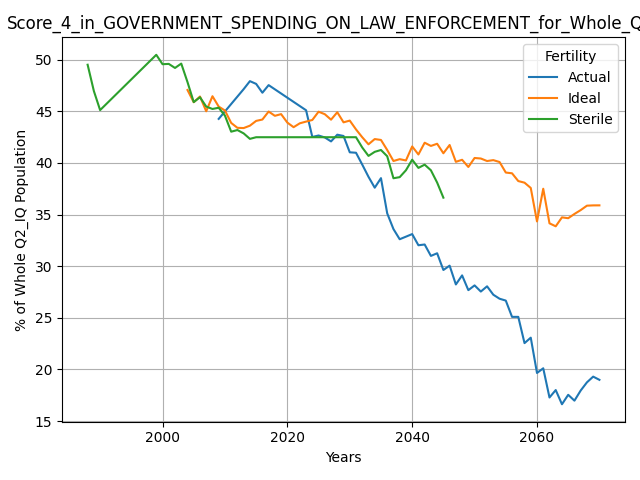 Score_4_in_GOVERNMENT_SPENDING_ON_LAW_ENFORCEMENT_for_Whole_Q
Fertility
Actual
Ideal
Sterile
% of Whole Q2_IQ Population
50
45
40
35
30
25
20
15
2000
2020
2040
2060
Years